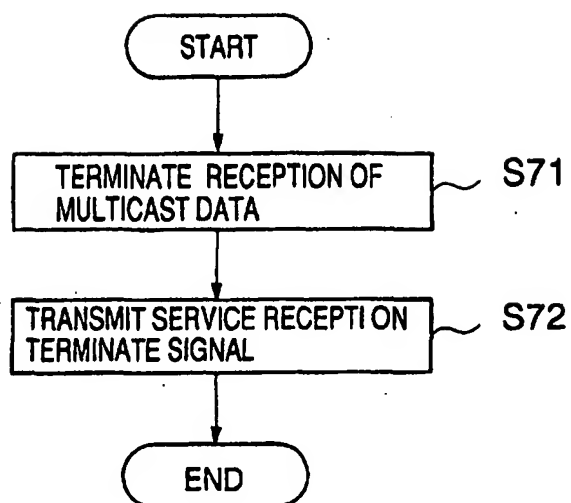 START
TERMINATE RECEPTION OF
MULTICAST DATA
S71
TRANSMIT SERVICE RECEPTI ON
TERMINATE SIGNAL
S72
END